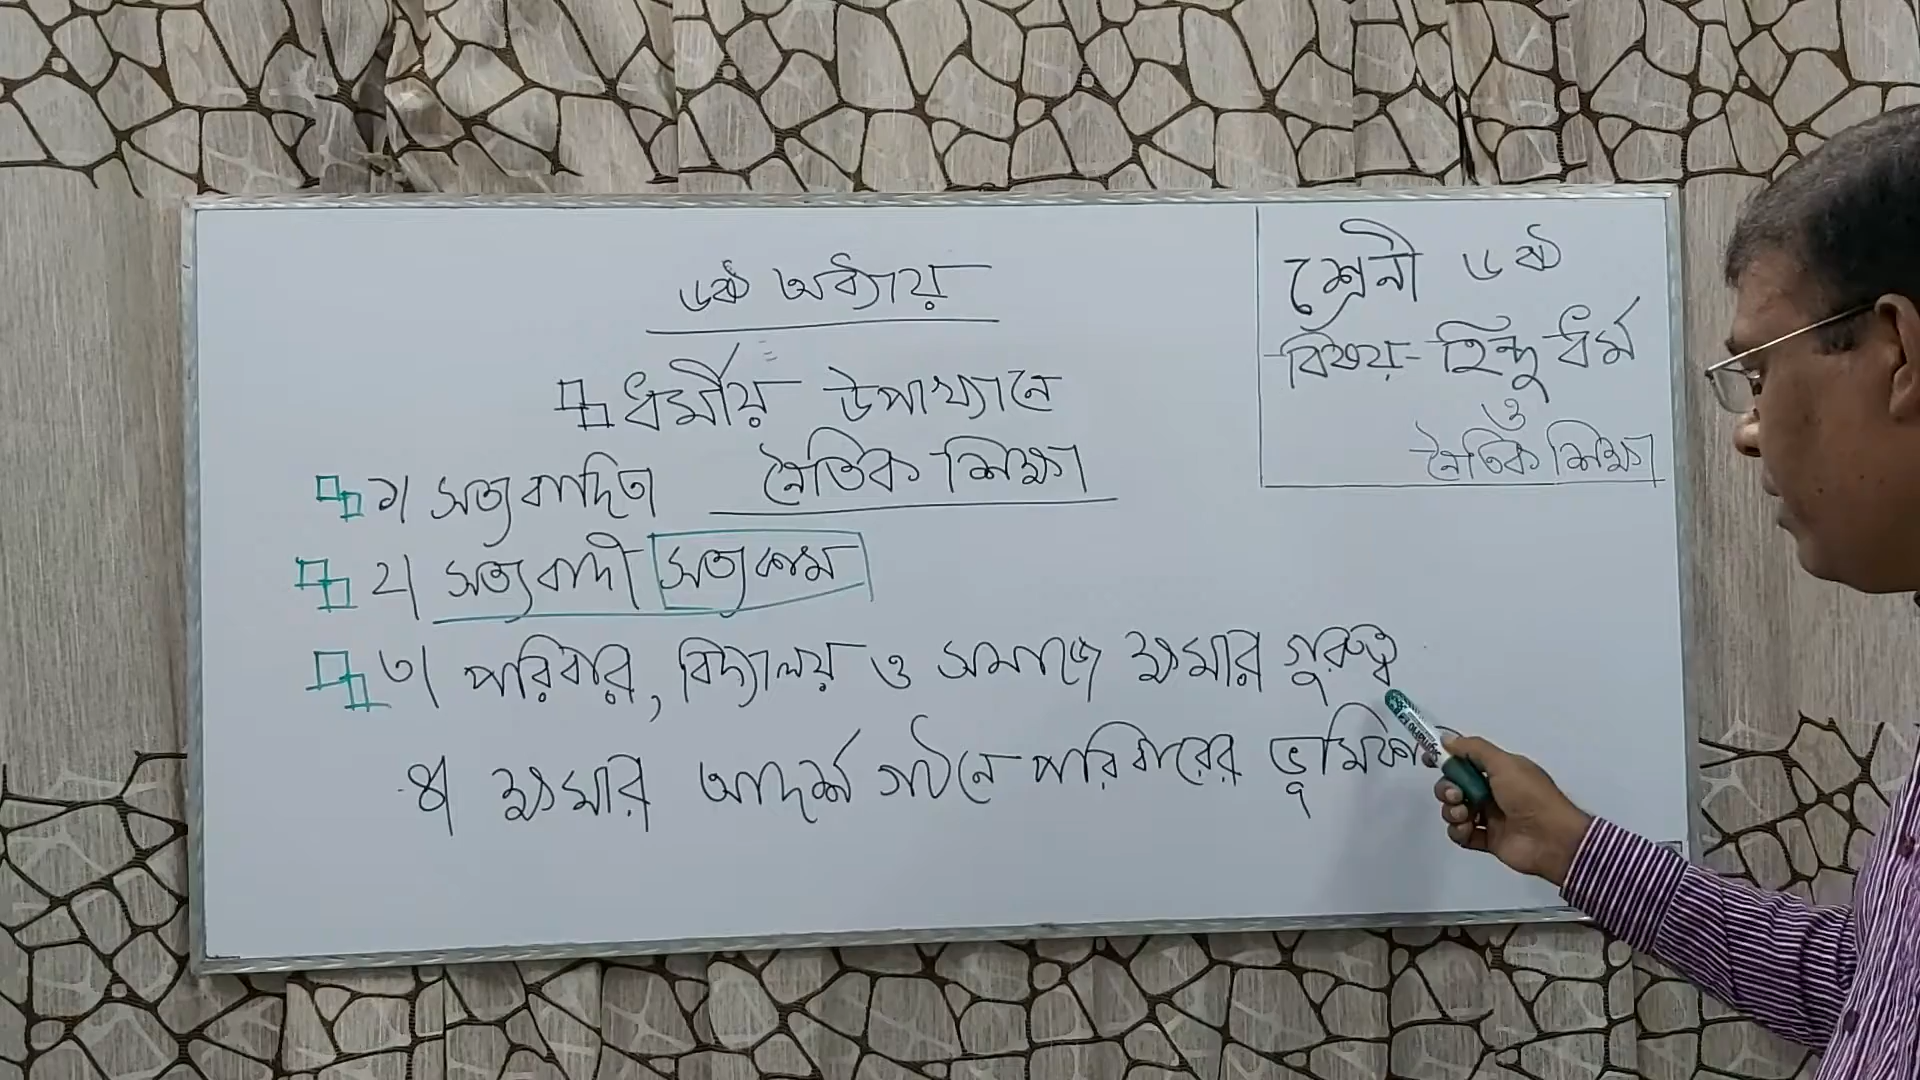 ৬ষ্ঠ অধ্যায়
ধর্মীয় উপাখ্যানে
নৈতিক শিক্ষা
১। সত্যবাদিতা
২। সত্যবাদী সত্যকাম
৩। পরিবার, বিদ্যালয় ও সমাজে ক্ষমার গুরুত্ব
৪। ক্ষমার আদর্শ গঠনে পরিবারের ভূমিকা
শ্রেনী ৬ষ্ঠ
বিষয়- হিন্দু ধর্ম
ও
নৈতিক শিক্ষা